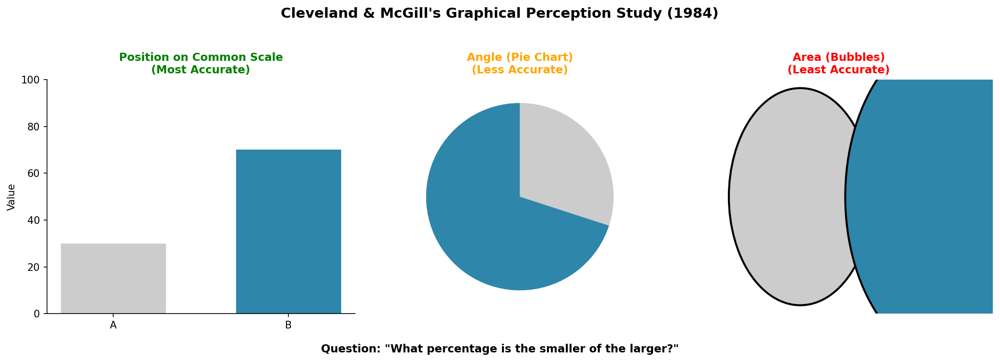 Cleveland & McGill's Graphical Perception Study (1984)
Position on Common Scale
(Most Accurate)
100
80
60
40
20
0
Value
A
B
Angle (Pie Chart)
(Less Accurate)
Area (Bubbles)
(Least Accurate)
Question: "What percentage is the smaller of the larger?"